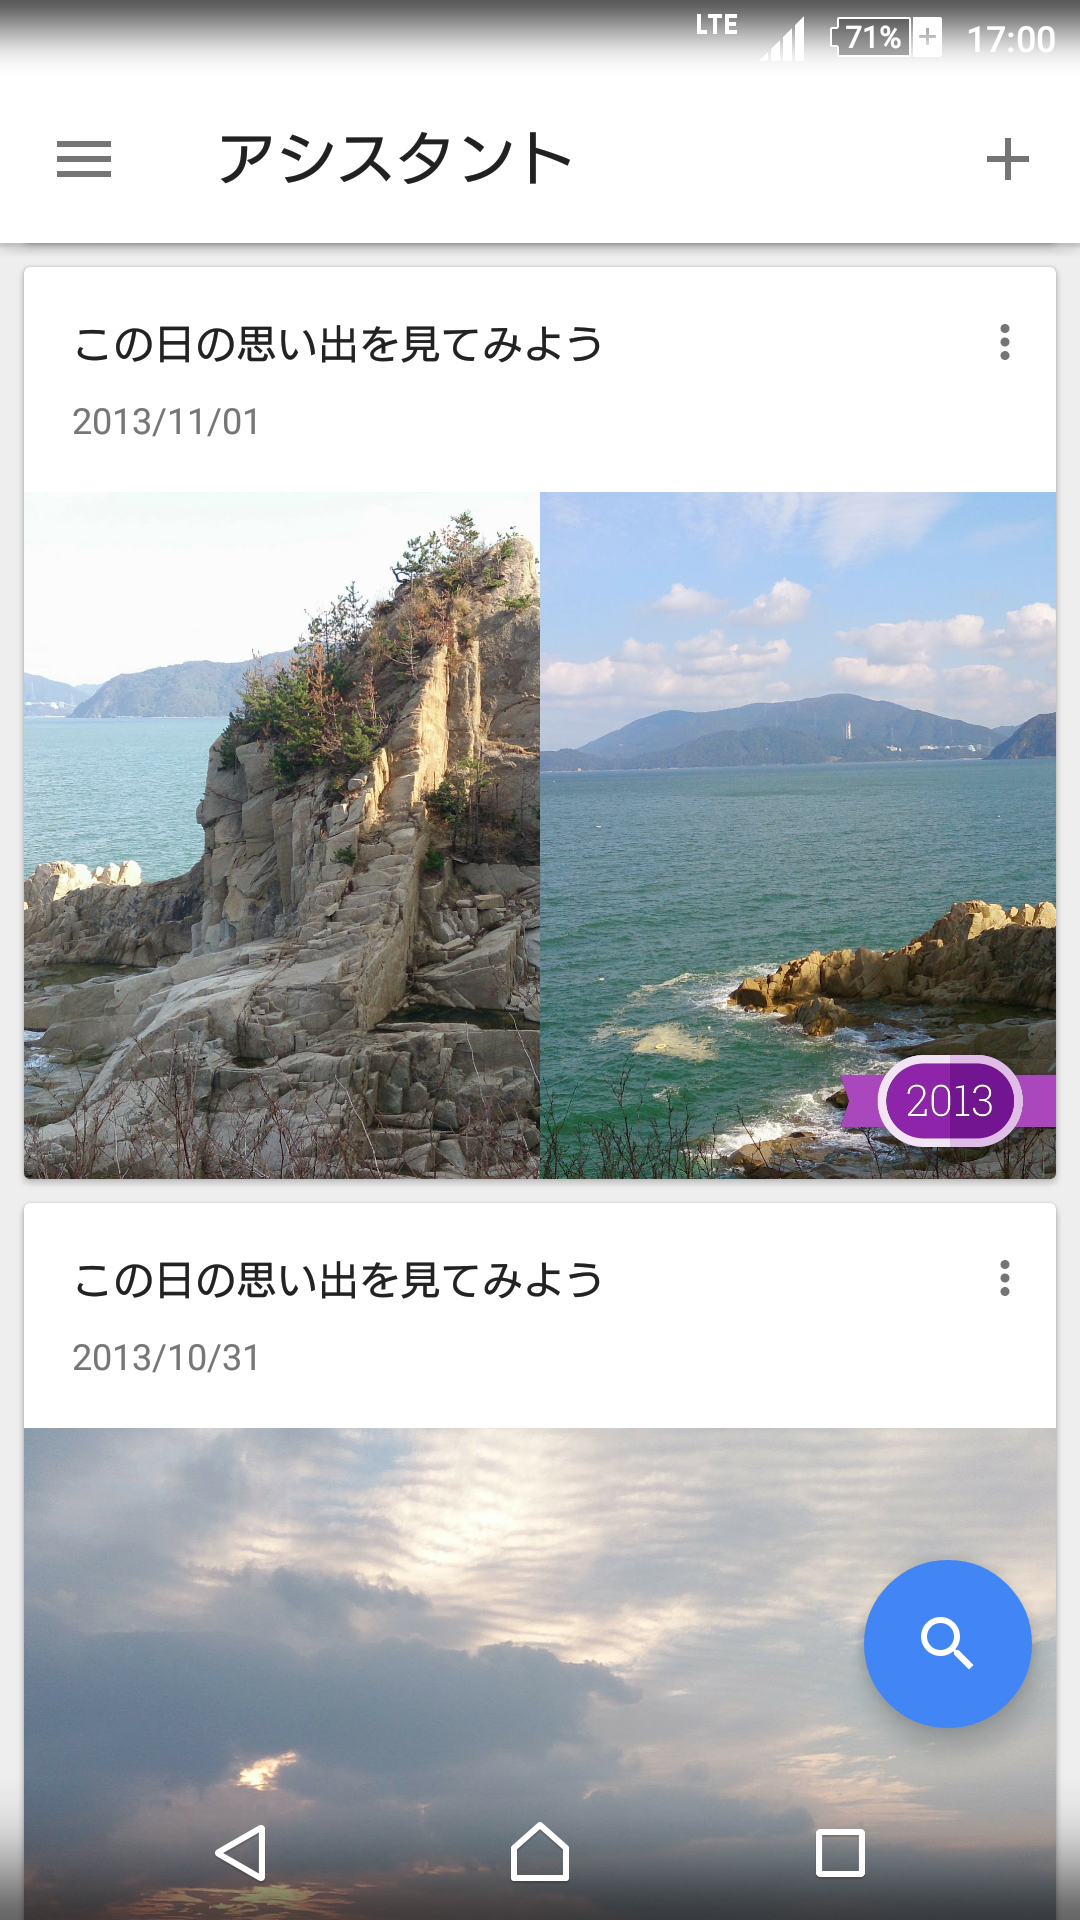 LTE 71% 17:00
アシスタント
この日の思い出を見てみよう
2013/11/01
2013
この日の思い出を見てみよう
2013/10/31